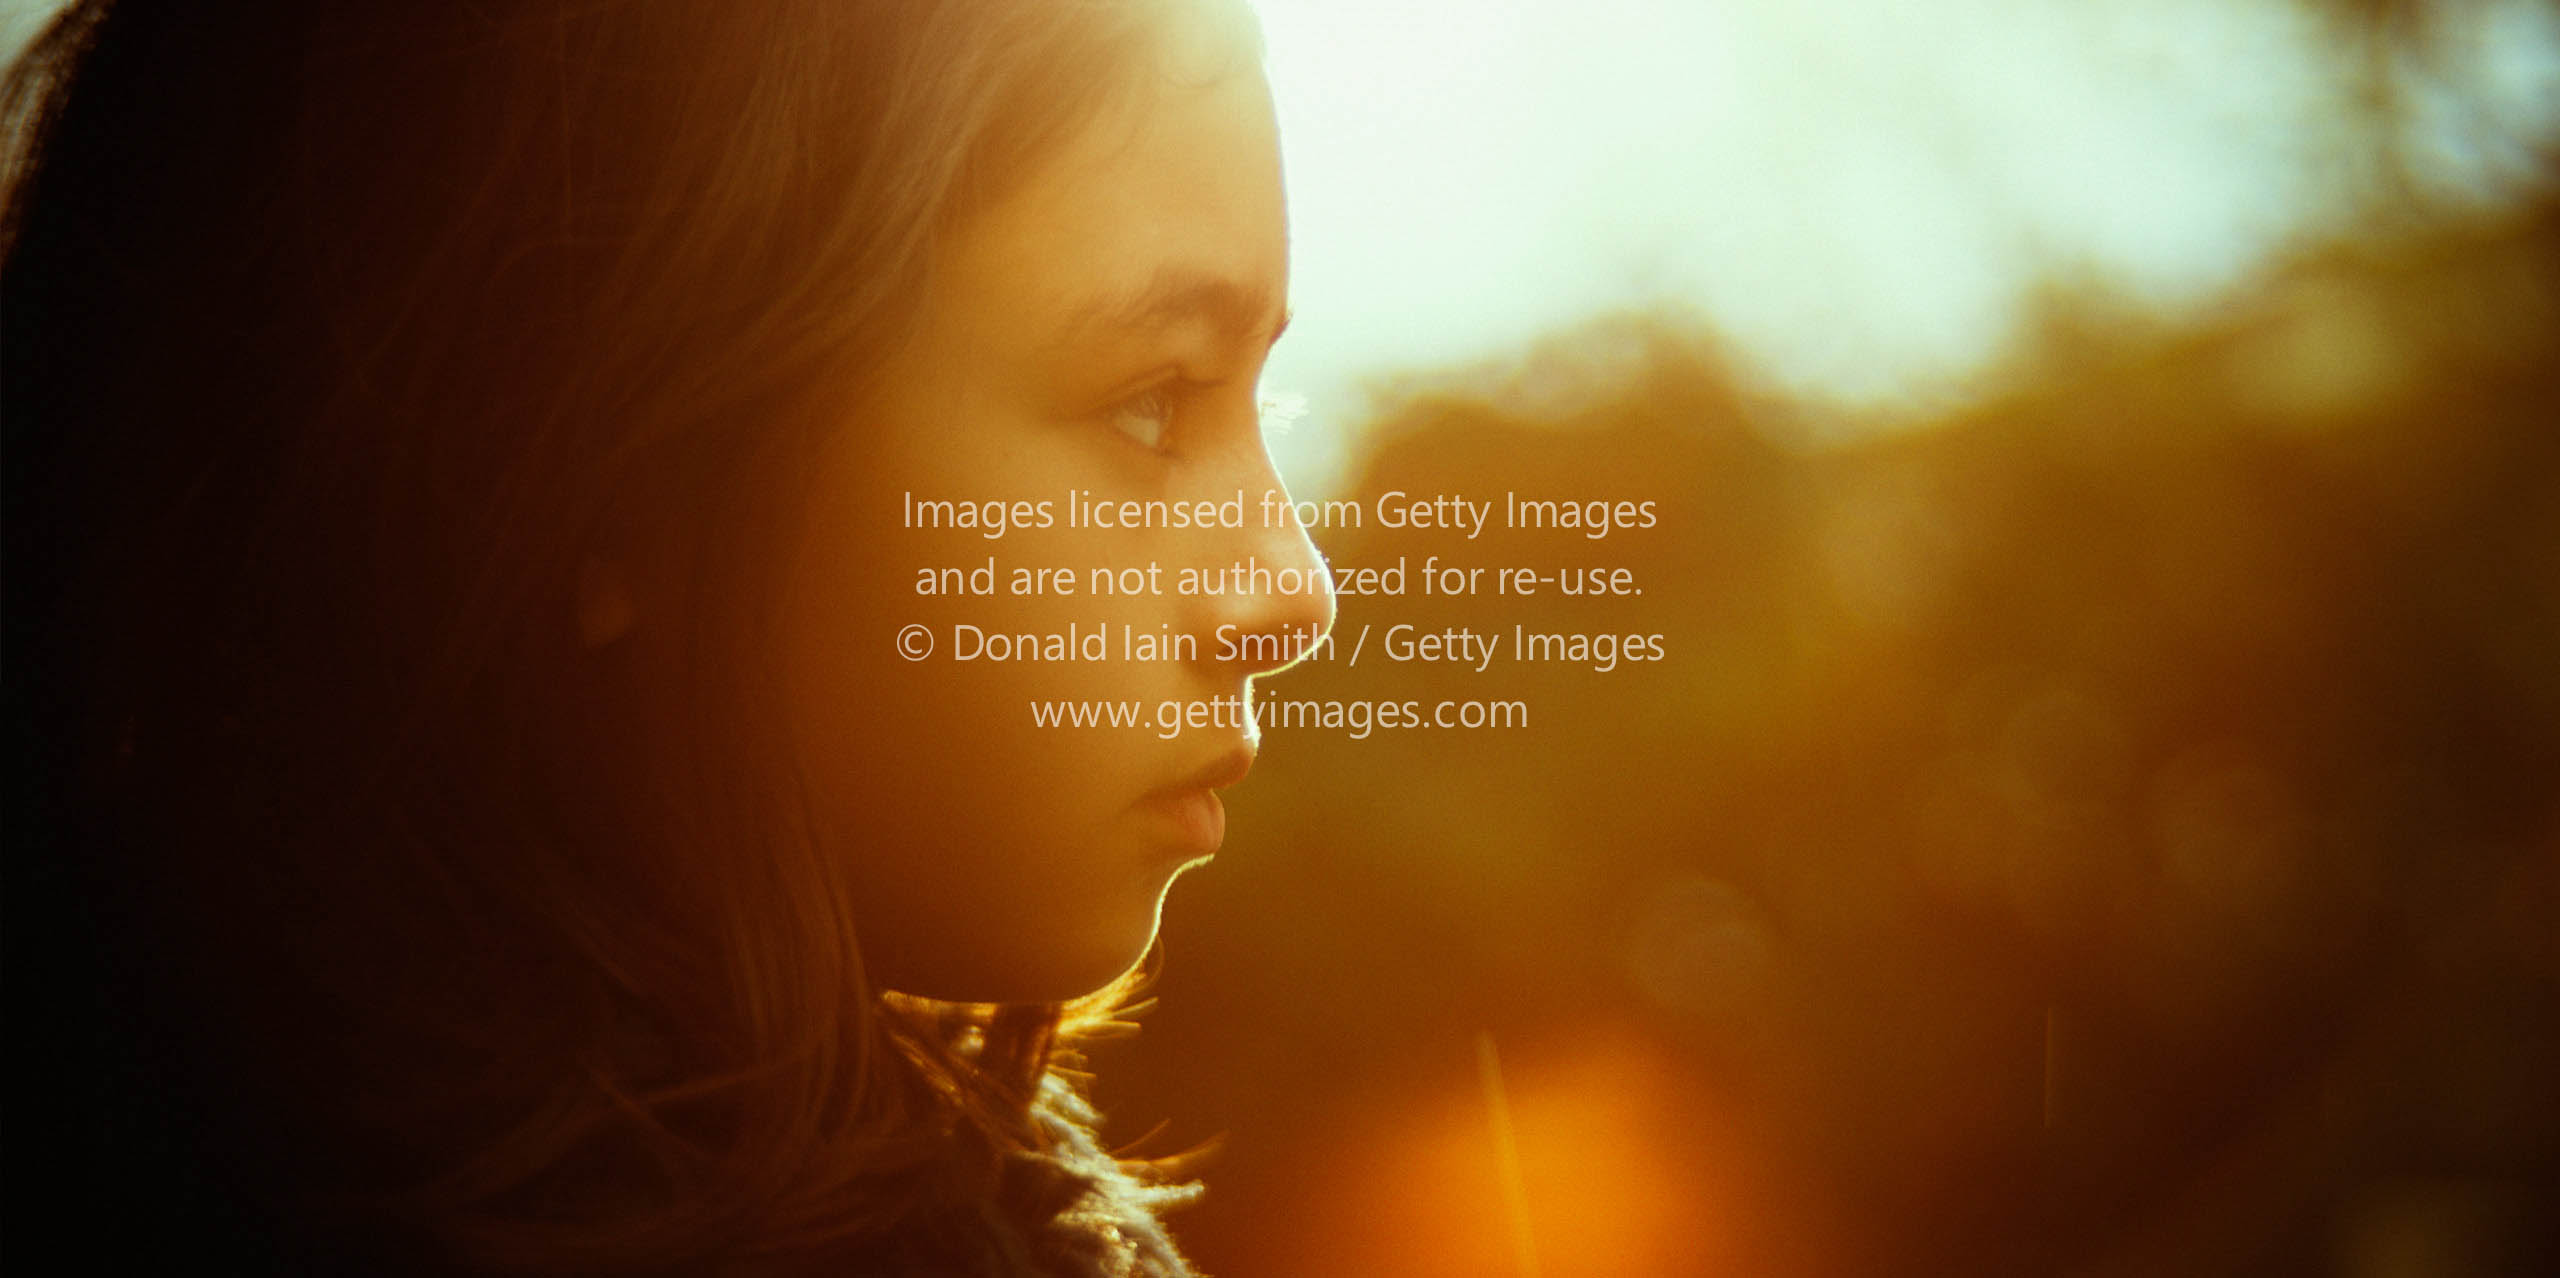 Images licensed from Getty Images
and are not authorized for re-use.
© Donald Iain Smith / Getty Images
www.gettyimages.com